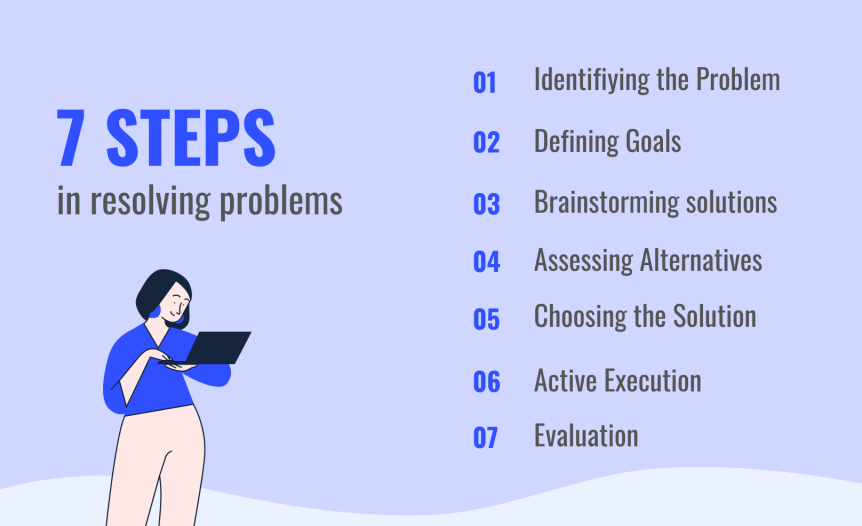 7 STEPS
in resolving problems
01 Identifiying the Problem
02 Defining Goals
03 Brainstorming solutions
04 Assessing Alternatives
05 Choosing the Solution
06 Active Execution
07 Evaluation